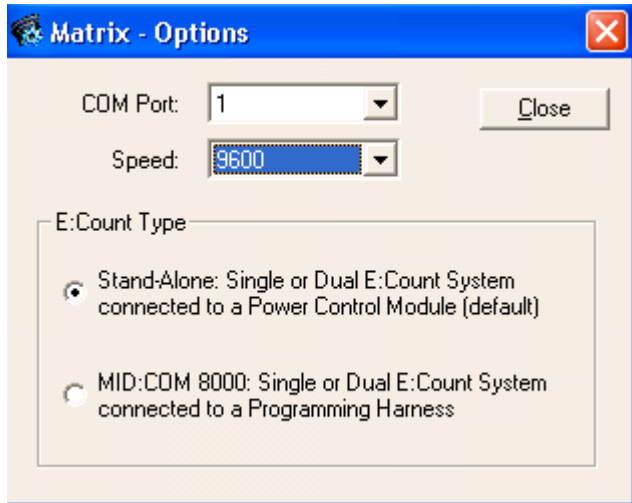 Matrix - Options
COM Port: 1
Close
Speed: 9600
E:Count Type
Stand-Alone: Single or Dual E:Count System
connected to a Power Control Module (default)
MID:COM 8000: Single or Dual E:Count System
connected to a Programming Harness